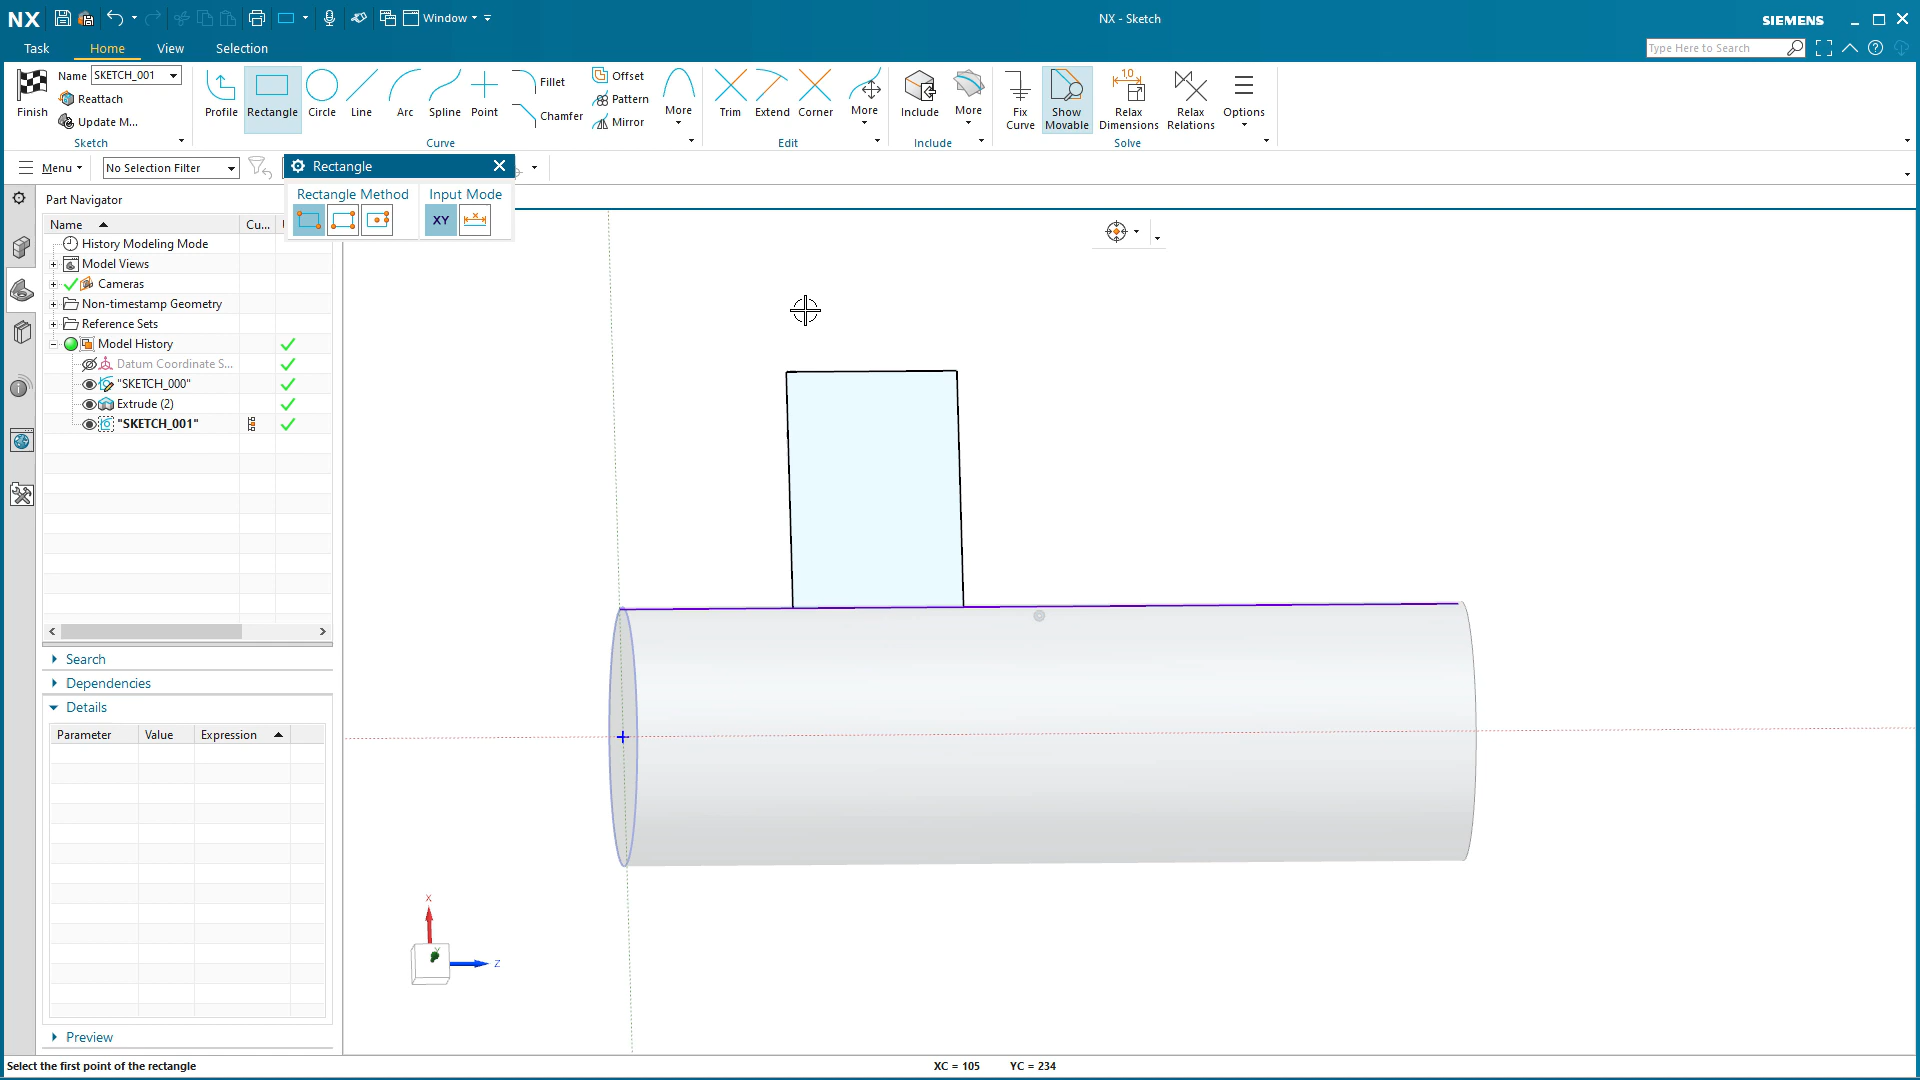 NX
Window
NX - Sketch
SIEMENS
Task
Home
View
Selection
Type Here to Search
Finish
Name
SKETCH_001
Reattach
Update M...
Sketch
Profile
Rectangle
Circle
Line
Arc
Spline
Point
Fillet
Chamfer
Offset
Pattern
Mirror
More
Curve
Trim
Extend
Corner
More
Edit
Include
More
Include
Fix
Curve
Show
Movable
1.0
Relax
Dimensions
Relax
Relations
Options
Solve
Menu
No Selection Filter
Rectangle
Rectangle Method
Input Mode
XY
Part Navigator
Name
Cu...
History Modeling Mode
Model Views
Cameras
Non-timestamp Geometry
Reference Sets
Model History
Datum Coordinate S...
"SKETCH_000"
Extrude (2)
"SKETCH_001"
Search
Dependencies
Details
Parameter
Value
Expression
Preview
X
Y
Z
Select the first point of the rectangle
XC = 105
YC = 234